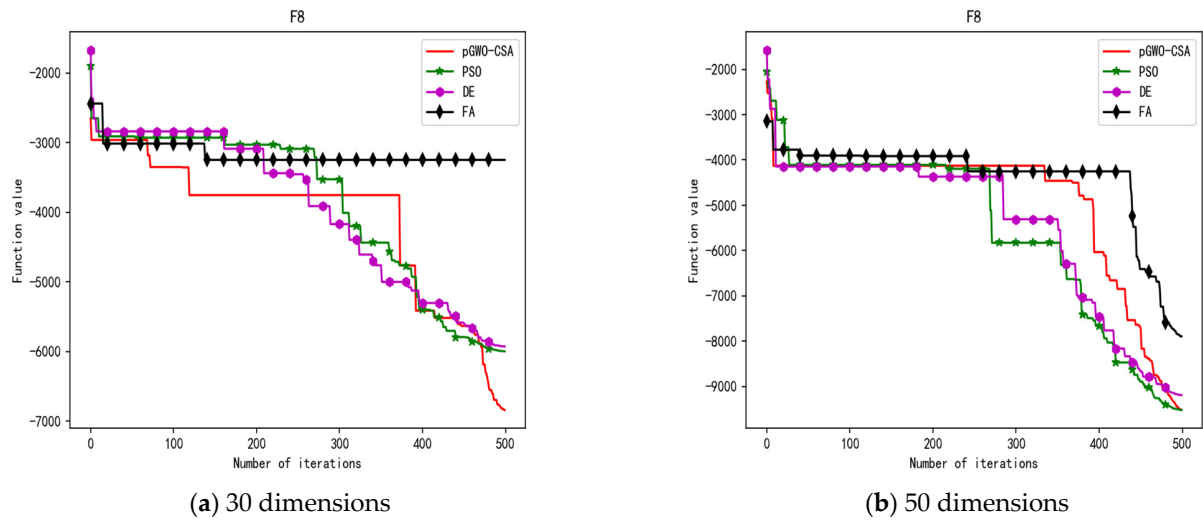 F8
pGWO-CSA
PSO
DE
FA
-2000
-3000
-4000
-5000
-6000
-7000
Function value
0 100 200 300 400 500
Number of iterations
(a) 30 dimensions
F8
pGWO-CSA
PSO
DE
FA
-2000
-3000
-4000
-5000
-6000
-7000
-8000
-9000
Function value
0 100 200 300 400 500
Number of iterations
(b) 50 dimensions